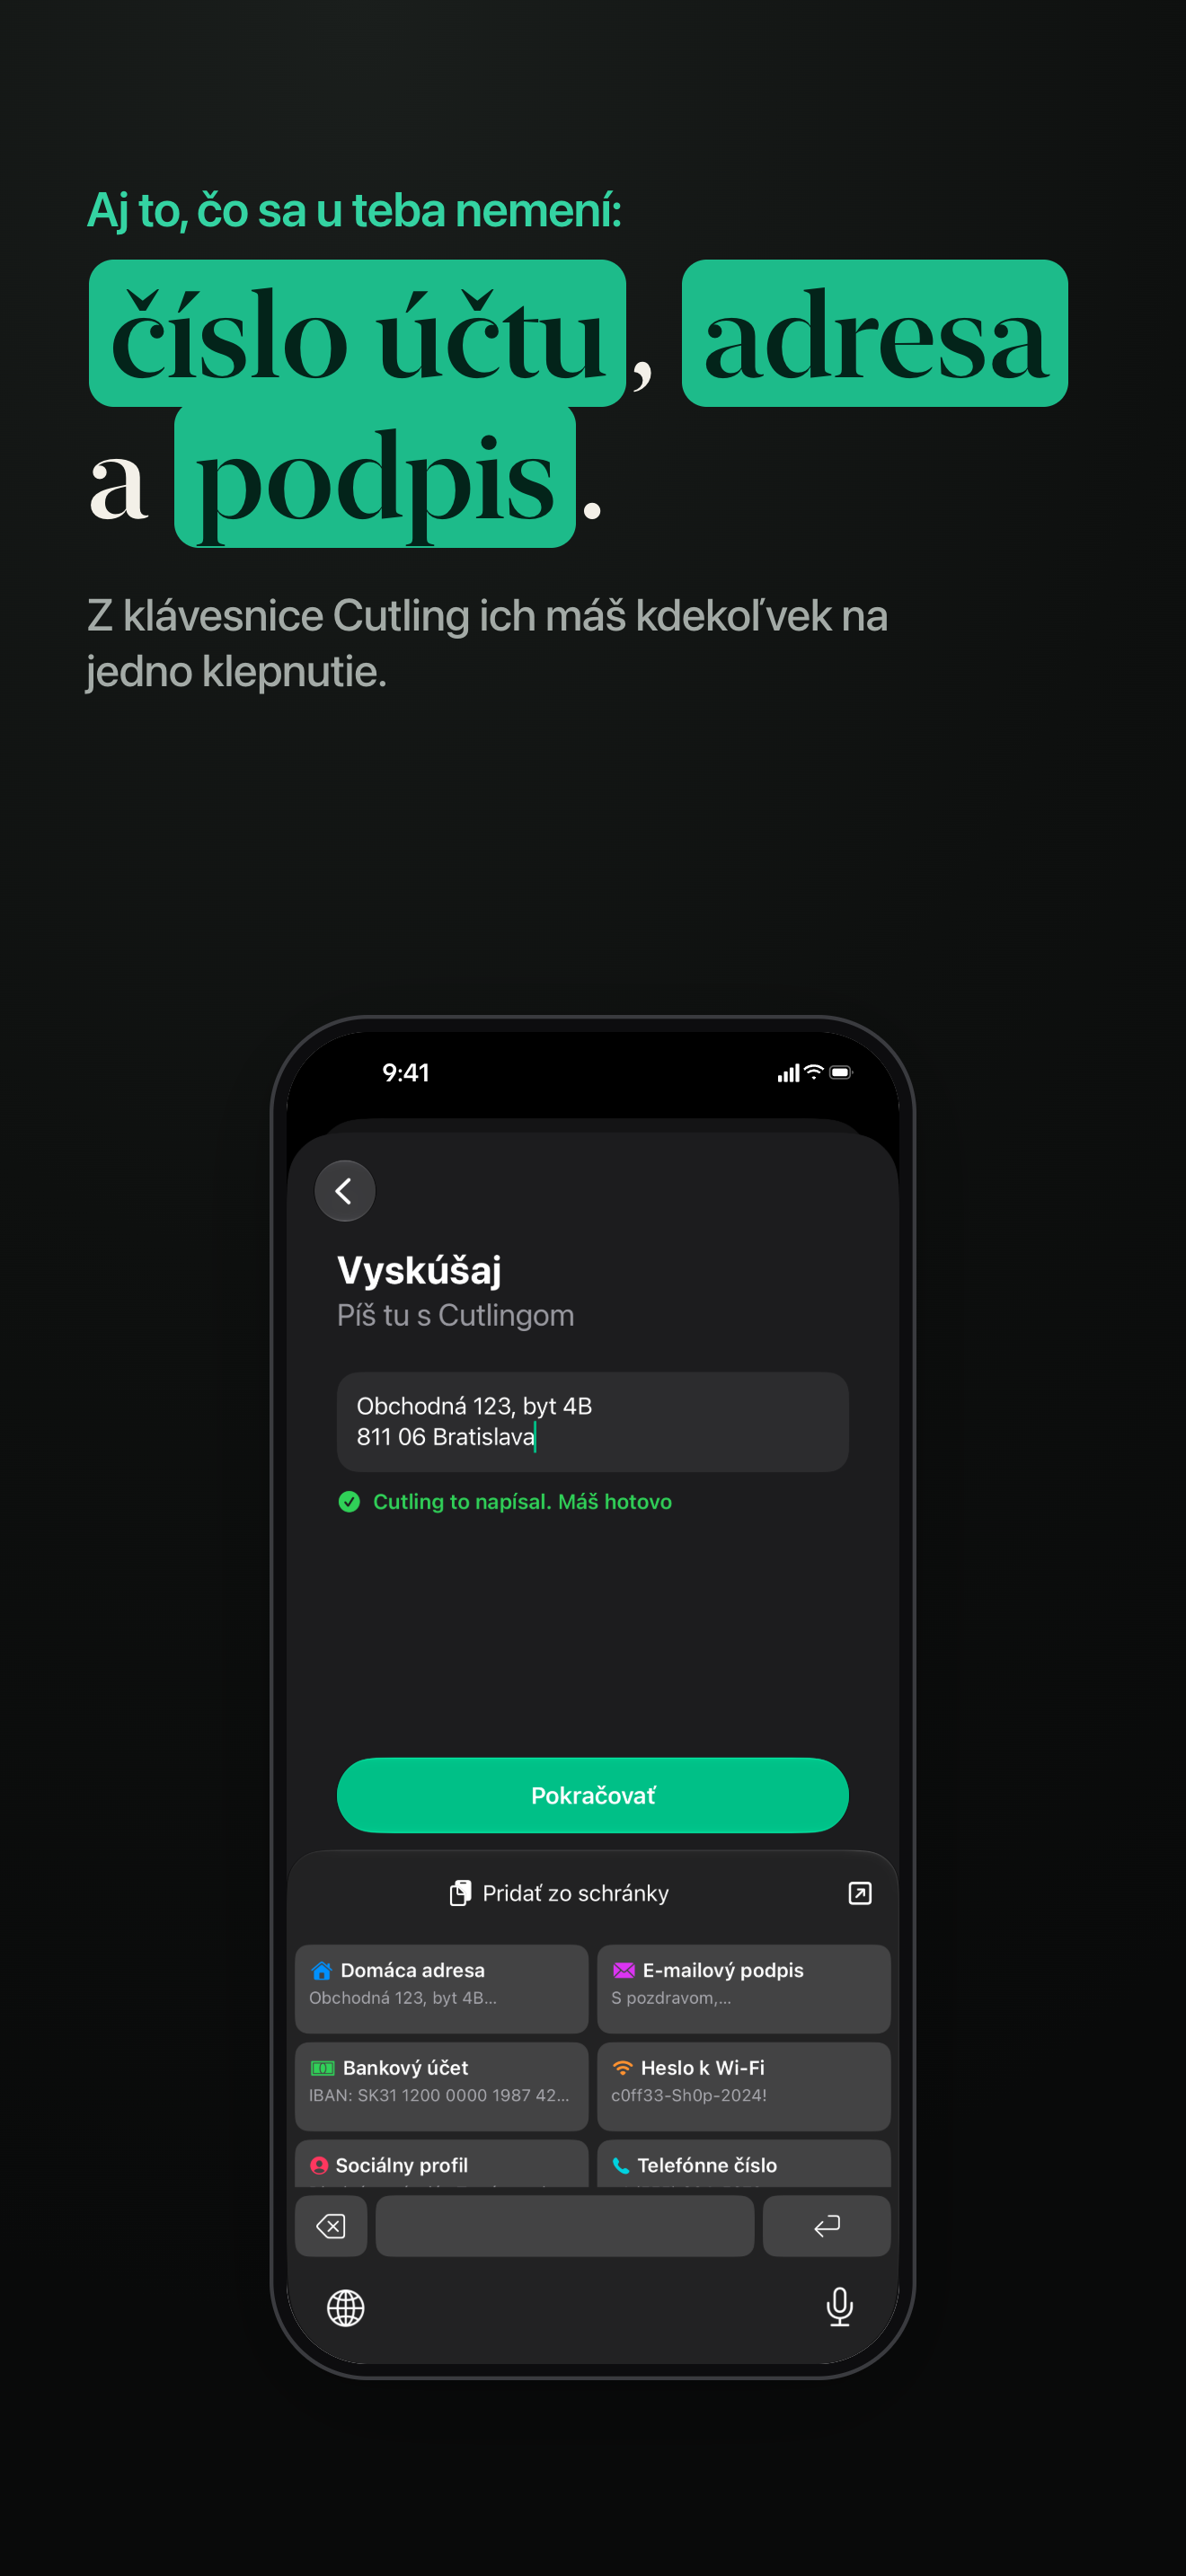 Aj to, čo sa u teba nemení:
číslo účtu, adresa
a podpis.
Z klávesnice Cutling ich máš kdekoľvek na
jedno klepnutie.
9:41
Vyskúšaj
Píš tu s Cutlingom
Obchodná 123, byt 4B
811 06 Bratislava
Cutling to napísal. Máš hotovo
Pokračovať
Pridať zo schránky
Domáca adresa
Obchodná 123, byt 4B...
E-mailový podpis
S pozdravom,...
Bankový účet
IBAN: SK31 1200 0000 1987 42...
Heslo k Wi-Fi
c0ff33-Sh0p-2024!
Sociálny profil
Telefónne číslo